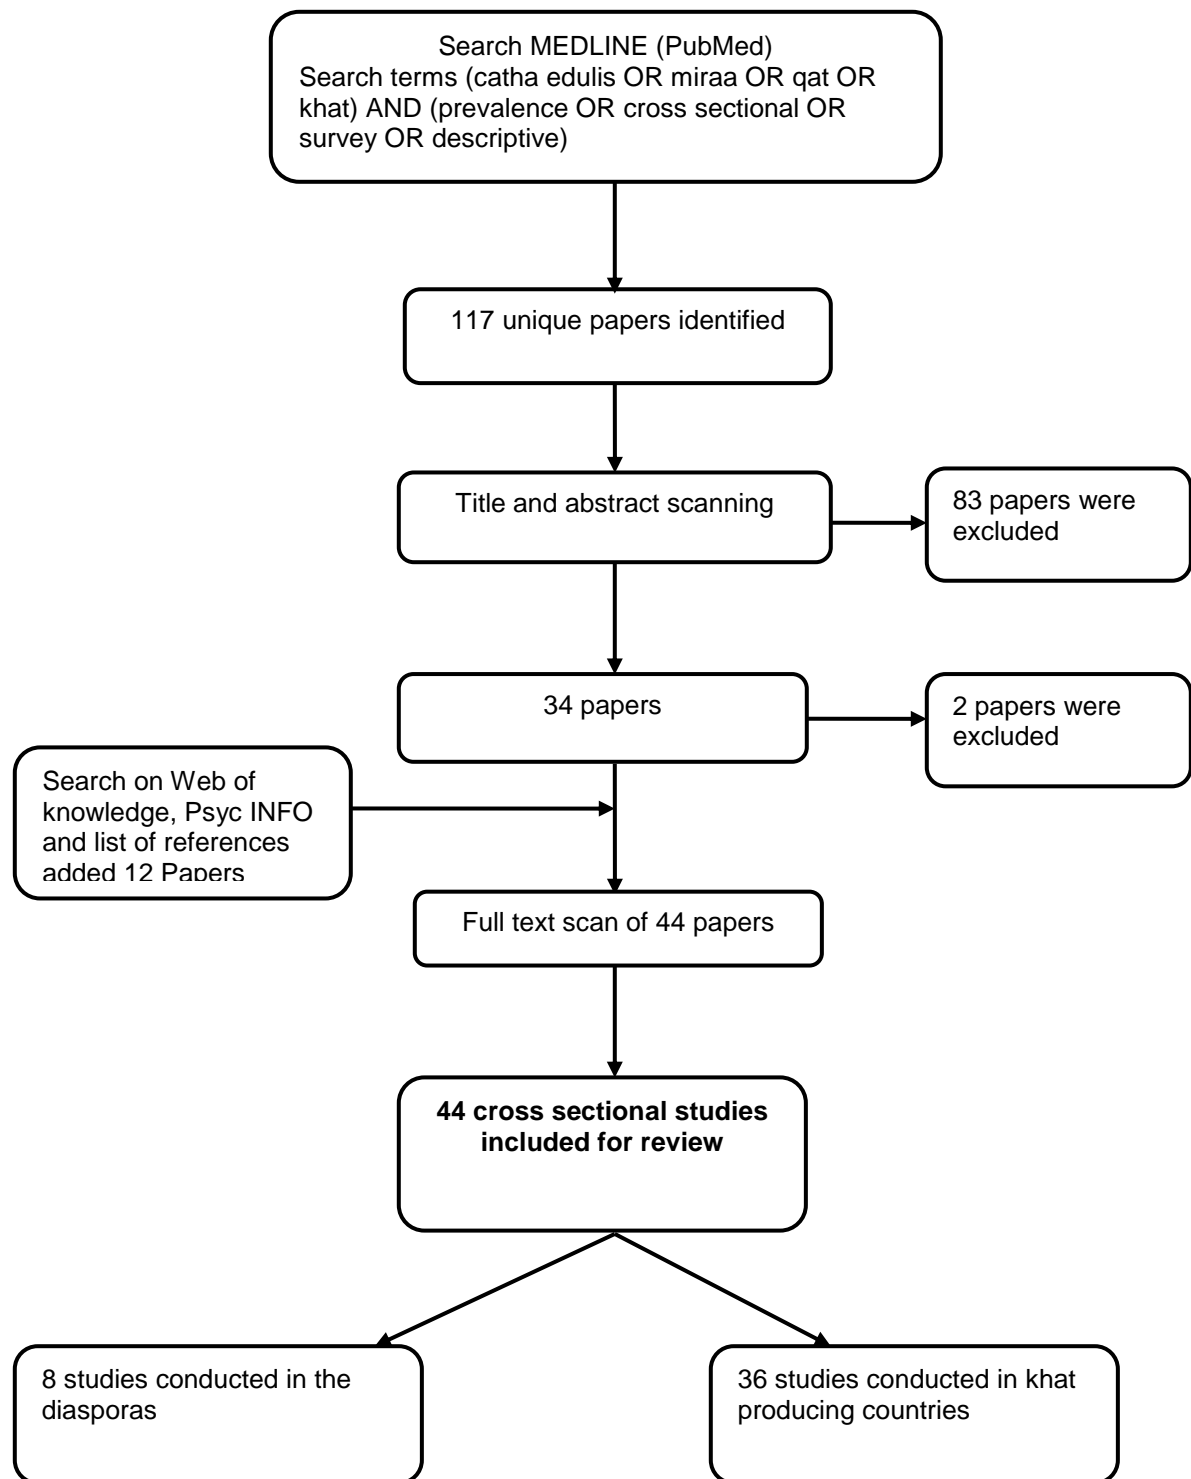 Search MEDLINE (PubMed)
Search terms (catha edulis OR miraa OR qat OR
khat) AND (prevalence OR cross sectional OR
survey OR descriptive)
117 unique papers identified
Title and abstract scanning
83 papers were
excluded
34 papers
2 papers were
excluded
Search on Web of
knowledge, Psyc INFO
and list of references
added 12 Papers
Full text scan of 44 papers
44 cross sectional studies
included for review
8 studies conducted in the
diasporas
36 studies conducted in khat
producing countries